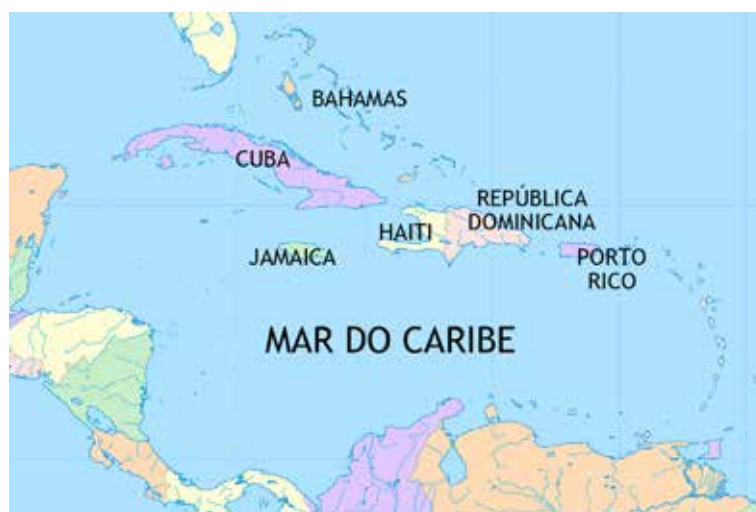 BAHAMAS
CUBA
REPÚBLICA
DOMINICANA
HAITI
JAMAICA
PORTO
RICO
MAR DO CARIBE